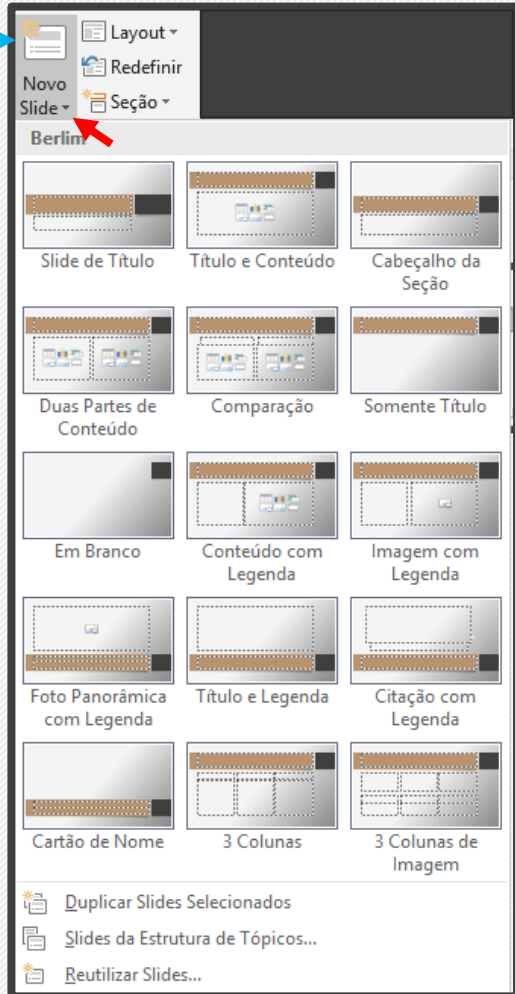 Layout
Redefinir
Novo
Slide
Seção
Berlim
Slide de Título
Título e Conteúdo
Cabeçalho da
Seção
Duas Partes de
Conteúdo
Comparação
Somente Título
Em Branco
Conteúdo com
Legenda
Imagem com
Legenda
Foto Panorâmica
com Legenda
Título e Legenda
Citação com
Legenda
Cartão de Nome
3 Colunas
3 Colunas de
Imagem
Duplicar Slides Selecionados
Slides da Estrutura de Tópicos...
Reutilizar Slides...